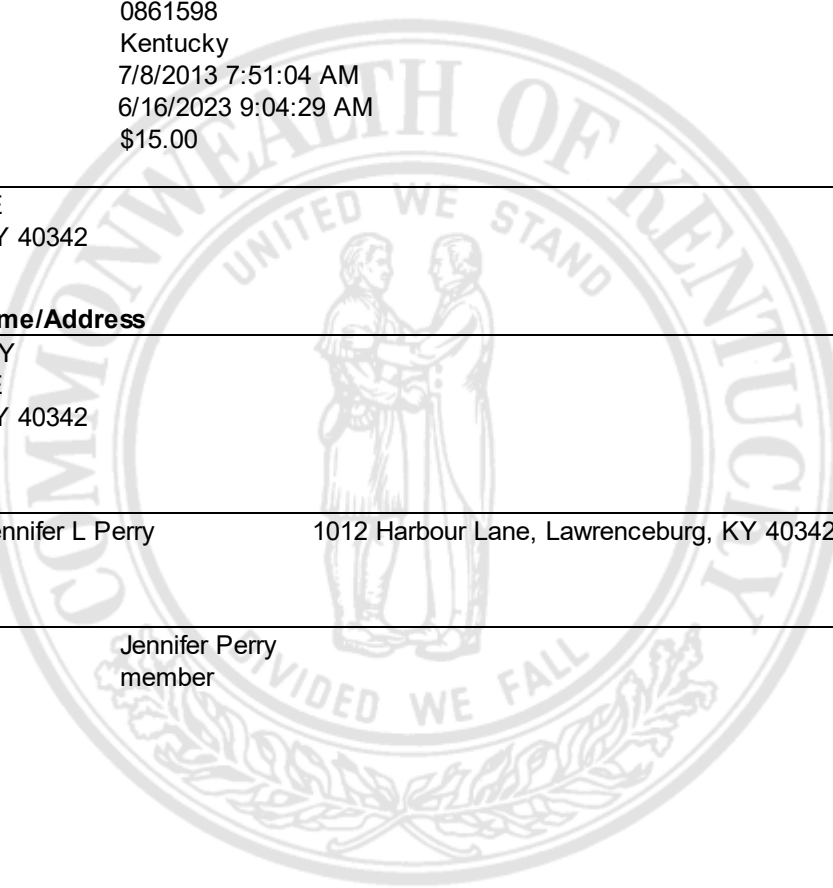 0861598
Kentucky
7/8/2013 7:51:04 AM
6/16/2023 9:04:29 AM
$15.00
E
Y 40342
me/Address
Y
E
Y 40342
ennifer L Perry 1012 Harbour Lane, Lawrenceburg, KY 40342
Jennifer Perry
member
COMMONWEALTH OF KENTUCKY
UNITED WE STAND
DIVIDED WE FALL